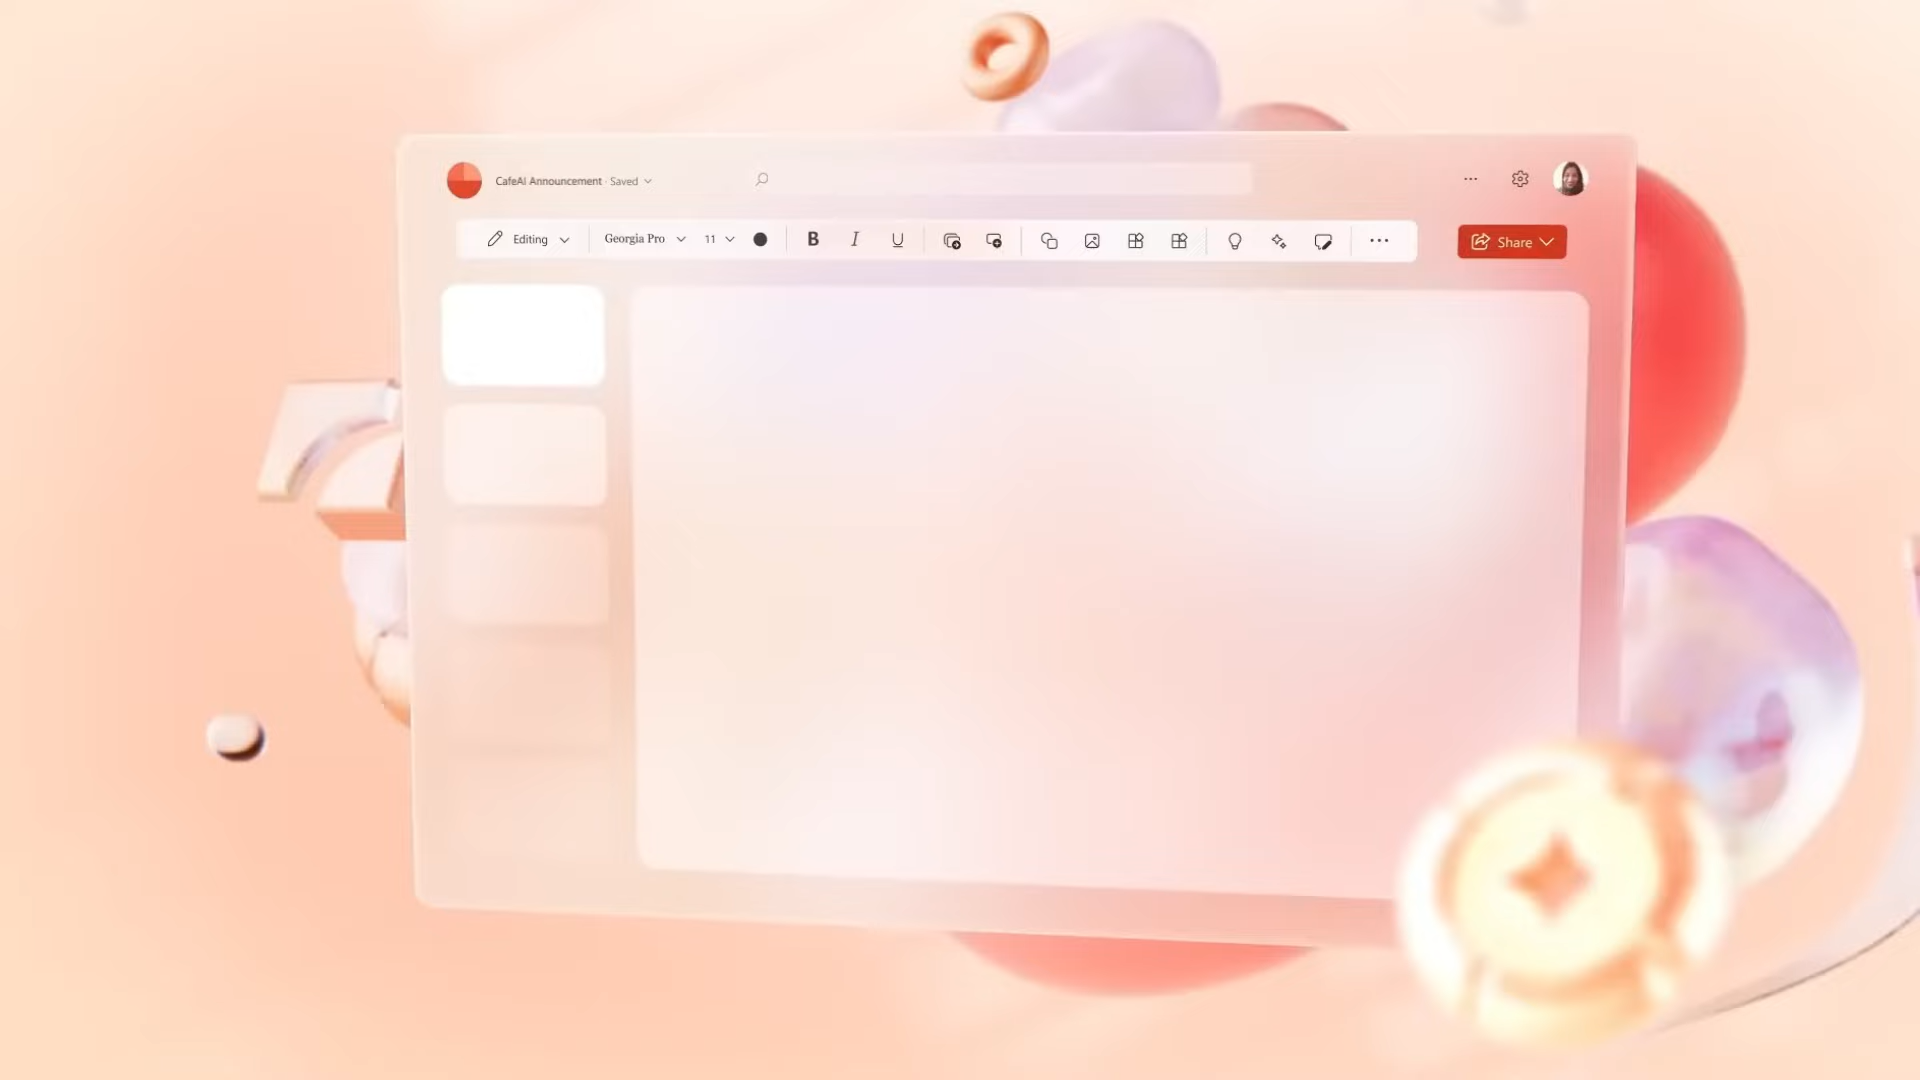 CafeAI Announcement · Saved
Editing
Georgia Pro
11
B
I
U
Share